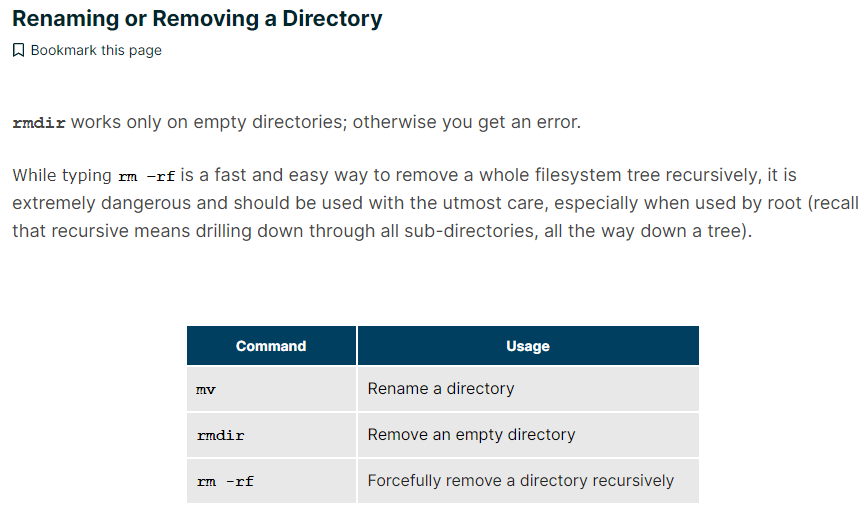 Renaming or Removing a Directory
Bookmark this page
rmdir works only on empty directories; otherwise you get an error.
While typing rm -rf is a fast and easy way to remove a whole filesystem tree recursively, it is
extremely dangerous and should be used with the utmost care, especially when used by root (recall
that recursive means drilling down through all sub-directories, all the way down a tree).
Command Usage
mv Rename a directory
rmdir Remove an empty directory
rm -rf Forcefully remove a directory recursively